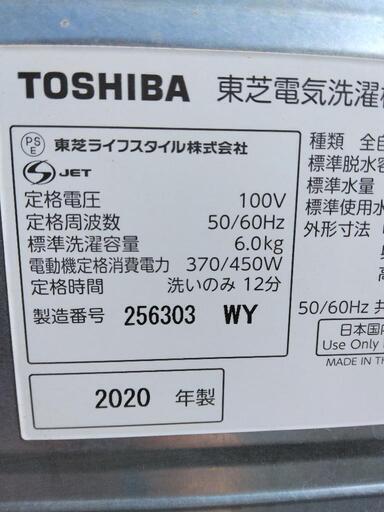 TOSHIBA 東芝電気洗濯
PS
E
東芝ライフスタイル株式会社
S JET
定格電圧 100V
定格周波数 50/60Hz
標準洗濯容量 6.0kg
電動機定格消費電力 370/450W
定格時間 洗いのみ 12分
製造番号 256303 WY
2020 年製
種類 全自
標準脱水容
標準水量
標準使用水
外形寸法
50/60Hz 共
日本国内
Use Only
MADE IN TH